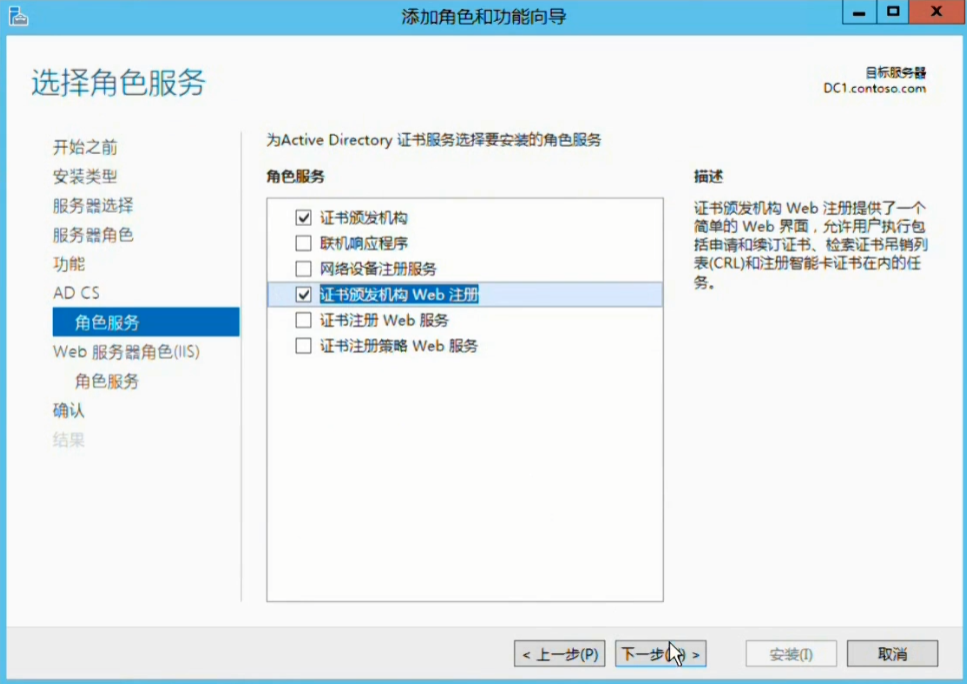 添加角色和功能向导
选择角色服务
目标服务器
DC1.contoso.com
开始之前
安装类型
服务器选择
服务器角色
功能
AD CS
角色服务
Web 服务器角色(IIS)
角色服务
确认
结果
为Active Directory 证书服务选择要安装的角色服务
角色服务
证书颁发机构
联机响应程序
网络设备注册服务
证书颁发机构 Web 注册
证书注册 Web 服务
证书注册策略 Web 服务
描述
证书颁发机构 Web 注册提供了一个
简单的 Web 界面，允许用户执行包
括申请和续订证书、检索证书吊销列
表(CRL)和注册智能卡证书在内的任
务。
< 上一步(P)
下一步 >
安装(I)
取消